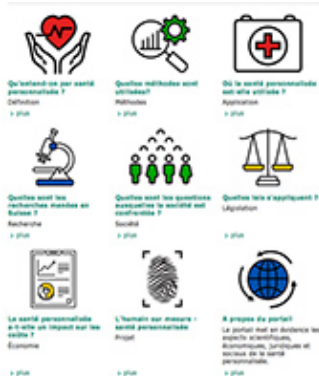 Qu'entend-on par santé
personnalisée ?
Définition
> plus
Quelles méthodes sont
utilisées?
Méthodes
> plus
Où la santé personnalisée
est-elle utilisée ?
Application
> plus
Quelles sont les
recherches menées en
Suisse ?
Recherche
> plus
Quelles sont les questions
auxquelles la société est
confrontée ?
Société
> plus
Quelles lois s'appliquent ?
Législation
> plus
La santé personnalisée
a-t-elle un impact sur les
coûts ?
Économie
> plus
L'humain sur mesure -
santé personnalisée
Projet
> plus
A propos du portail
Le portail met en évidence les
aspects scientifiques,
économiques, juridiques et
sociaux de la santé
personnalisée.
> plus